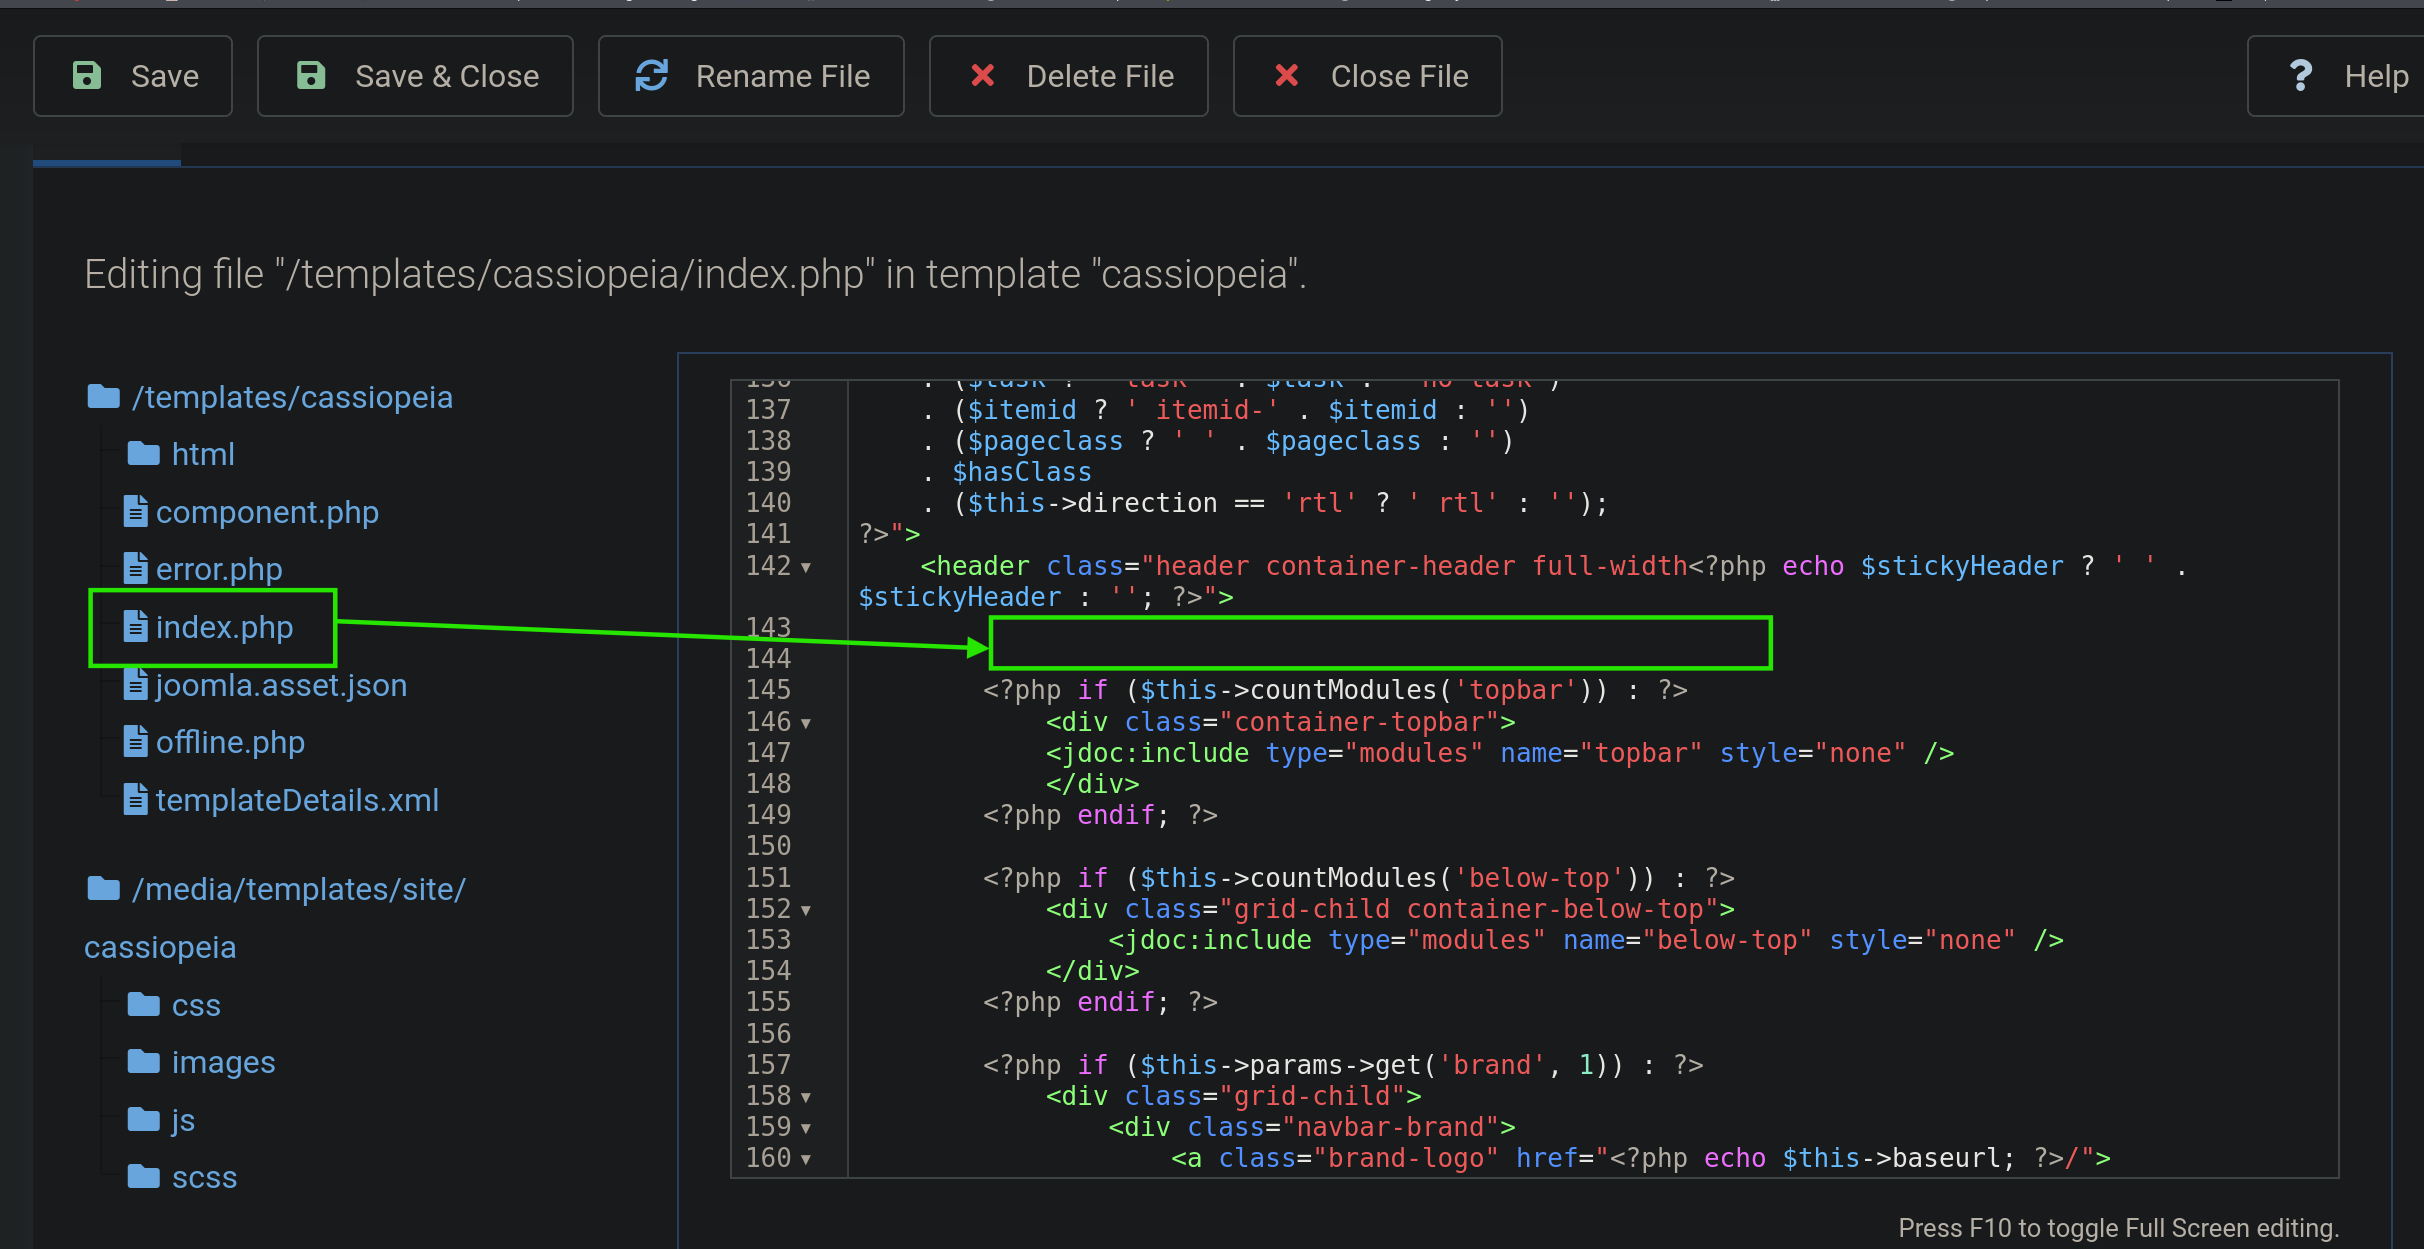 Save
Save & Close
Rename File
Delete File
Close File
Help
Editing file "/templates/cassiopeia/index.php" in template "cassiopeia".
/templates/cassiopeia
html
component.php
error.php
index.php
joomla.asset.json
offline.php
templateDetails.xml
/media/templates/site/
cassiopeia
css
images
js
scss
137 . ($itemid ? ' itemid-' . $itemid : '')
138 . ($pageclass ? ' ' . $pageclass : '')
139 . $hasClass
140 . ($this->direction == 'rtl' ? ' rtl' : '');
141 ?>">
142 <header class="header container-header full-width<?php echo $stickyHeader ? ' ' .
$stickyHeader : ''; ?>">
143
144
145 <?php if ($this->countModules('topbar')) : ?>
146 <div class="container-topbar">
147 <jdoc:include type="modules" name="topbar" style="none" />
148 </div>
149 <?php endif; ?>
150
151 <?php if ($this->countModules('below-top')) : ?>
152 <div class="grid-child container-below-top">
153 <jdoc:include type="modules" name="below-top" style="none" />
154 </div>
155 <?php endif; ?>
156
157 <?php if ($this->params->get('brand', 1)) : ?>
158 <div class="grid-child">
159 <div class="navbar-brand">
160 <a class="brand-logo" href="<?php echo $this->baseurl; ?>/">
Press F10 to toggle Full Screen editing.